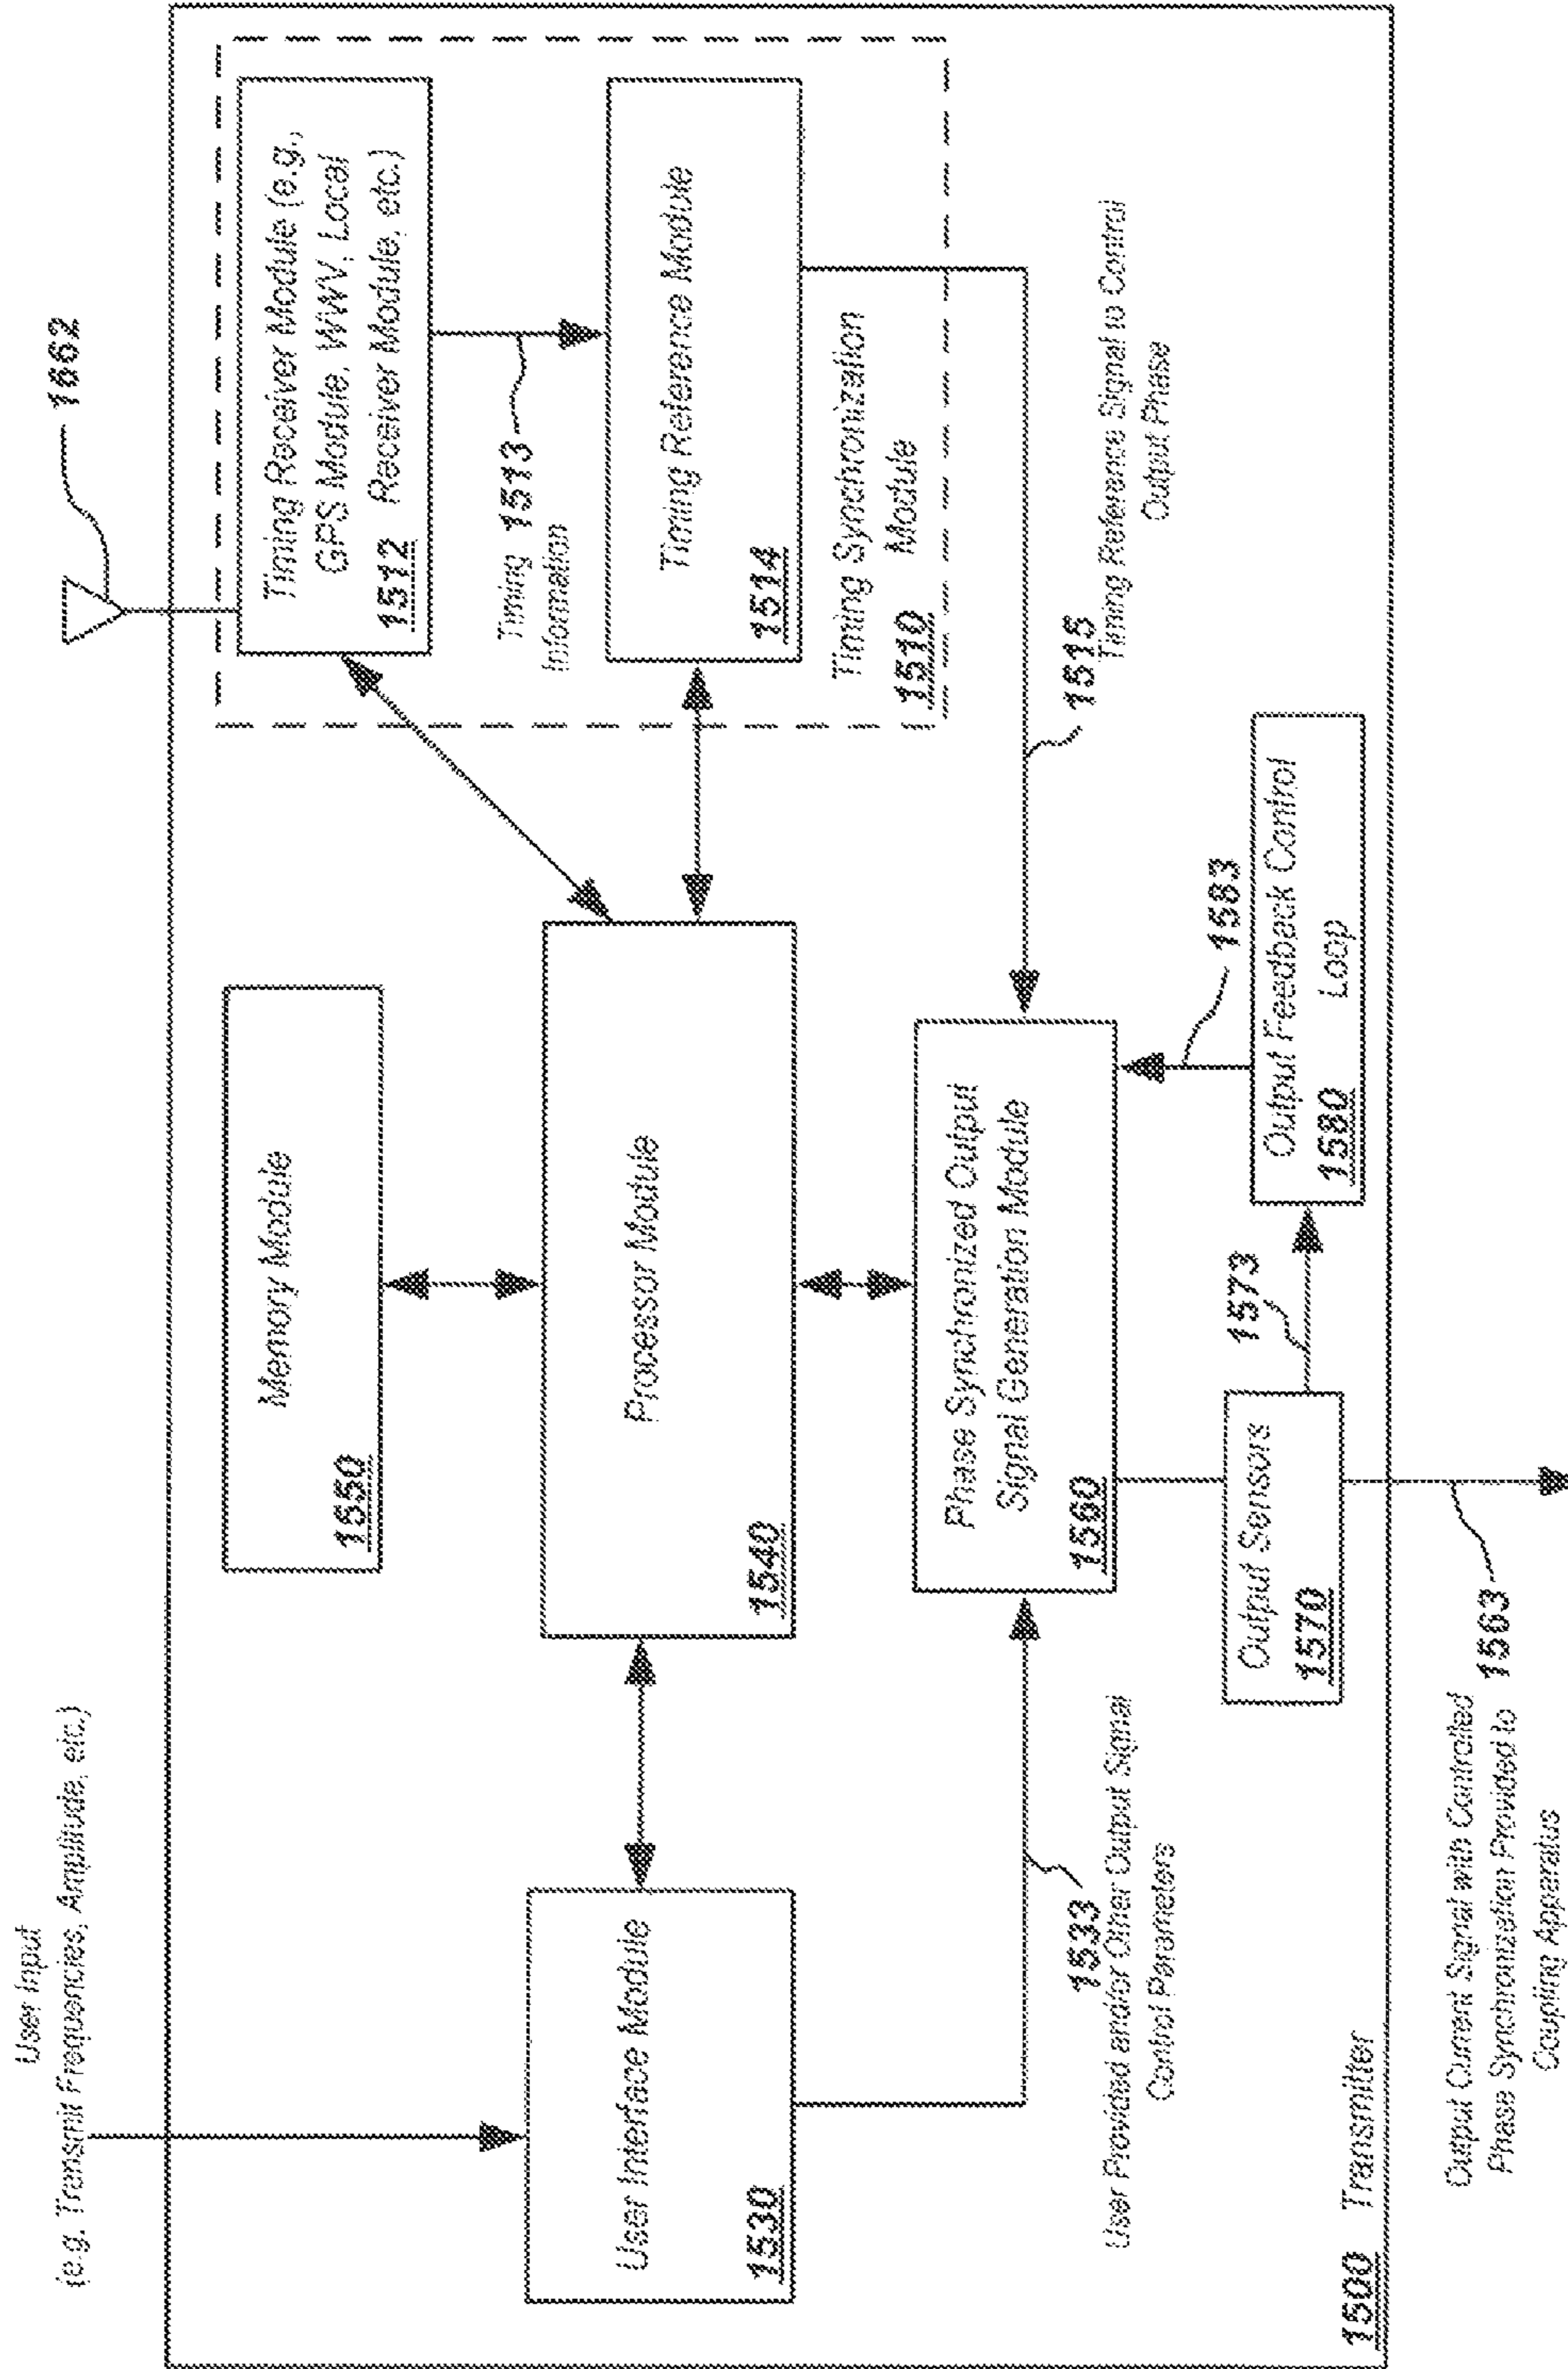 User Input
(e.g. Transmit Frequencies, Amplitude, etc.)
1662
Memory Module
1550
Timing Receiver Module (e.g.,
GPS Module, WWV, Local
1512 Receiver Module, etc.)
Timing 1513
Information
User Interface Module
1530
Processor Module
1540
Timing Reference Module
1514
Timing Synchronization
Module
1510
1533
User Provided and/or Other Output Signal
Control Parameters
Phase Synchronized Output
Signal Generation Module
1560
1515
Timing Reference Signal to Control
Output Phase
1583
1573
Output Sensors
1570
Output Feedback Control
1580 Loop
1500 Transmitter
Output Current Signal with Controlled
Phase Synchronization Provided to 1563
Coupling Apparatus